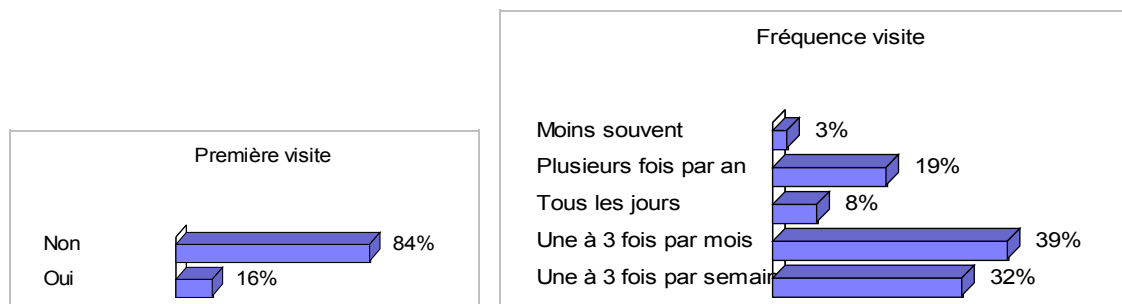 Première visite
Non 84%
Oui 16%
Fréquence visite
Moins souvent 3%
Plusieurs fois par an 19%
Tous les jours 8%
Une à 3 fois par mois 39%
Une à 3 fois par semain 32%